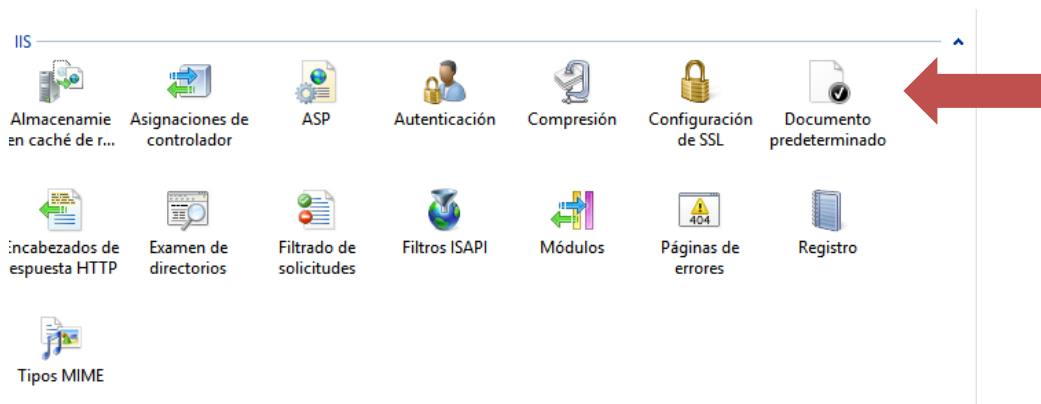 IIS
Almacenamie
en caché de r...
Asignaciones de
controlador
ASP
Autenticación
Compresión
Configuración
de SSL
Documento
predeterminado
Encabezados de
espuesta HTTP
Examen de
directorios
Filtrado de
solicitudes
Filtros ISAPI
Módulos
404
Páginas de
errores
Registro
Tipos MIME